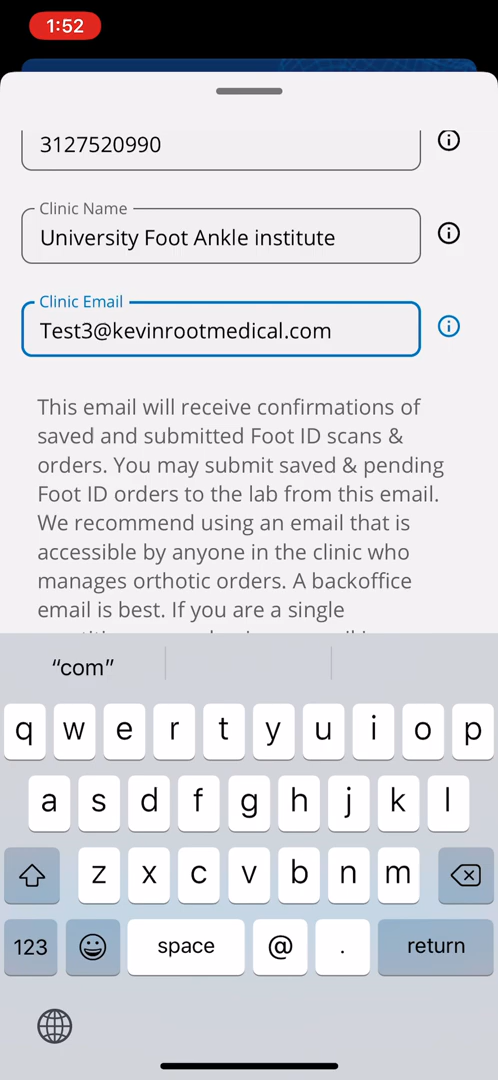 1:52
3127520990
Clinic Name
University Foot Ankle institute
Clinic Email
Test3@kevinrootmedical.com
This email will receive confirmations of
saved and submitted Foot ID scans &
orders. You may submit saved & pending
Foot ID orders to the lab from this email.
We recommend using an email that is
accessible by anyone in the clinic who
manages orthotic orders. A backoffice
email is best. If you are a single
“com”
q w e r t y u i o p
a s d f g h j k l
z x c v b n m
123 space @ . return